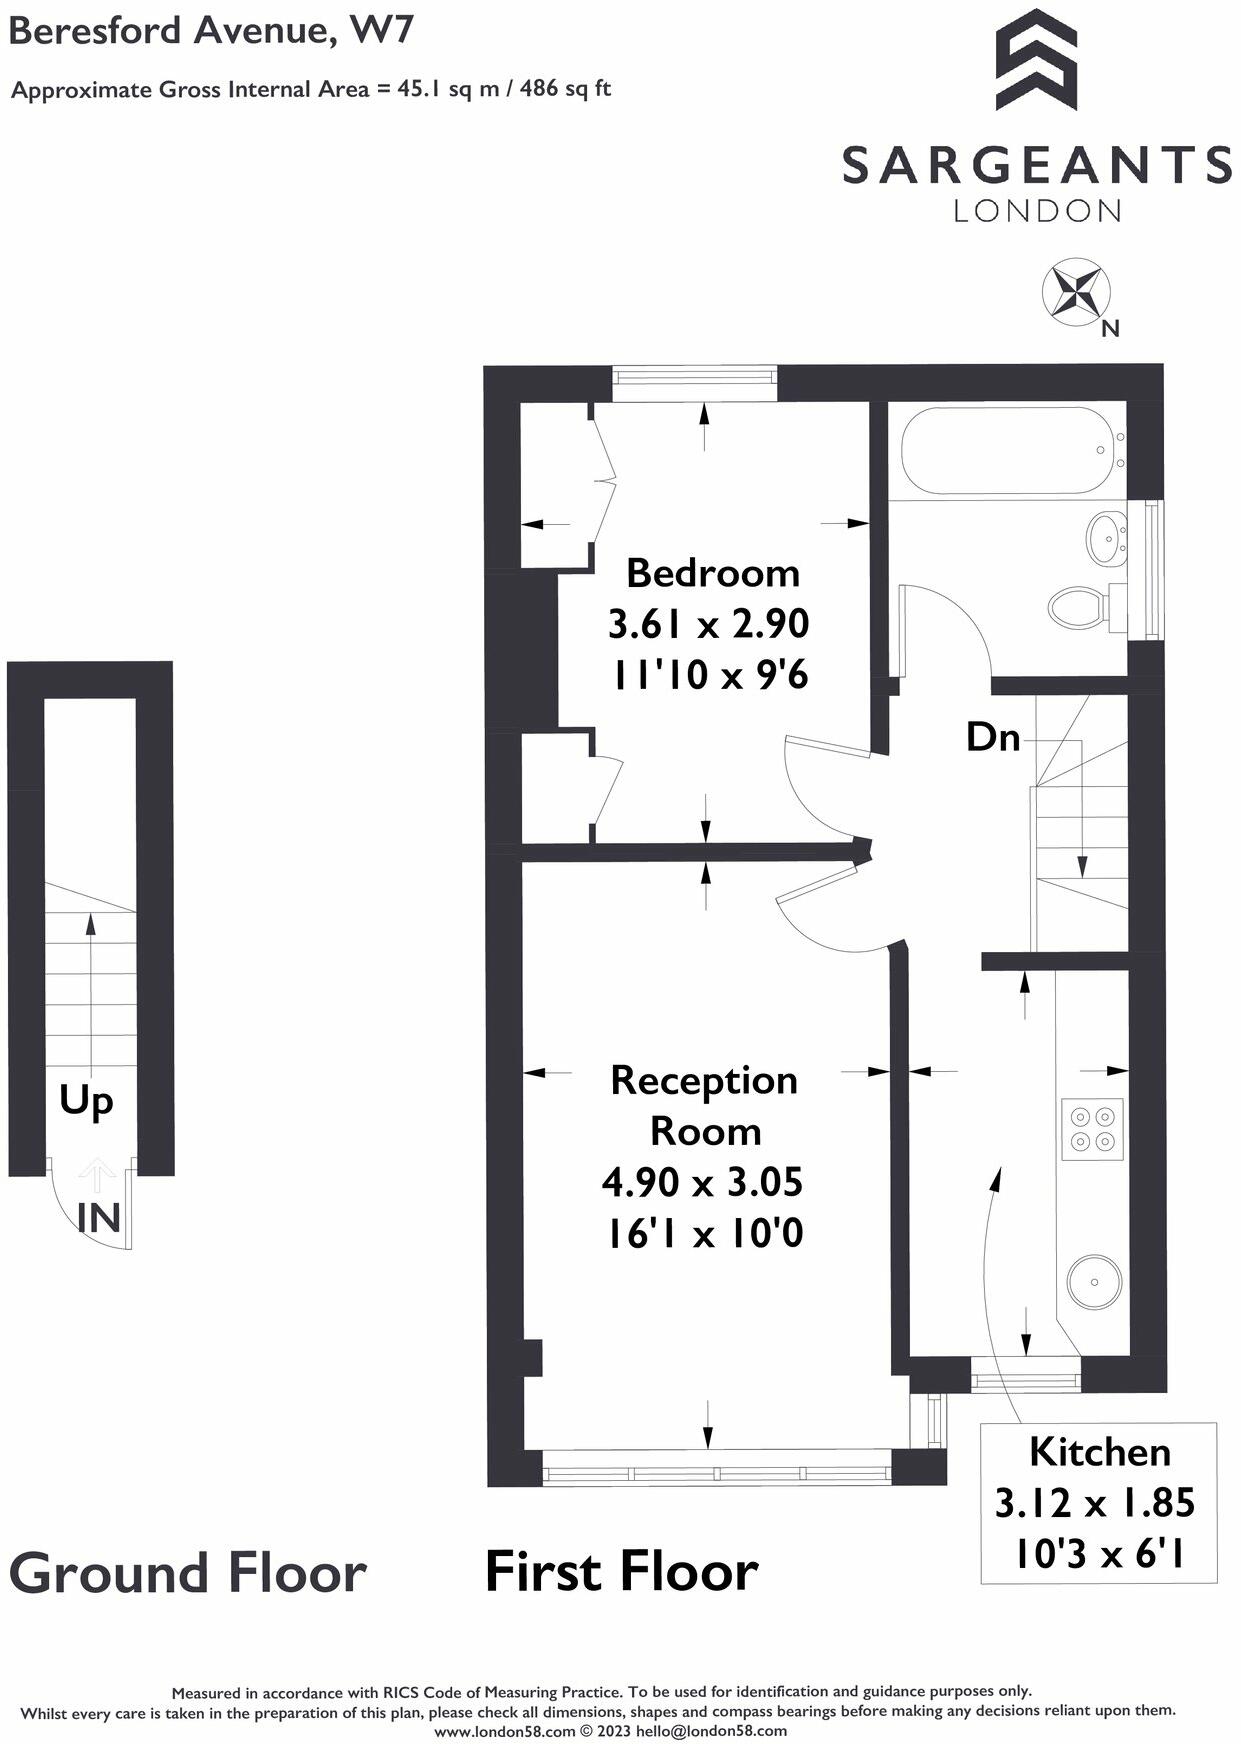 Beresford Avenue, W7
Approximate Gross Internal Area = 45.1 sq m / 486 sq ft
SARGEANTS
LONDON
N
Bedroom
3.61 x 2.90
11'10 x 9'6
Dn
Up
IN
Reception
Room
4.90 x 3.05
16'1 x 10'0
Kitchen
3.12 x 1.85
10'3 x 6'1
Ground Floor
First Floor
Measured in accordance with RICS Code of Measuring Practice. To be used for identification and guidance purposes only.
Whilst every care is taken in the preparation of this plan, please check all dimensions, shapes and compass bearings before making any decisions reliant upon them.
www.london58.com © 2023 hello@london58.com